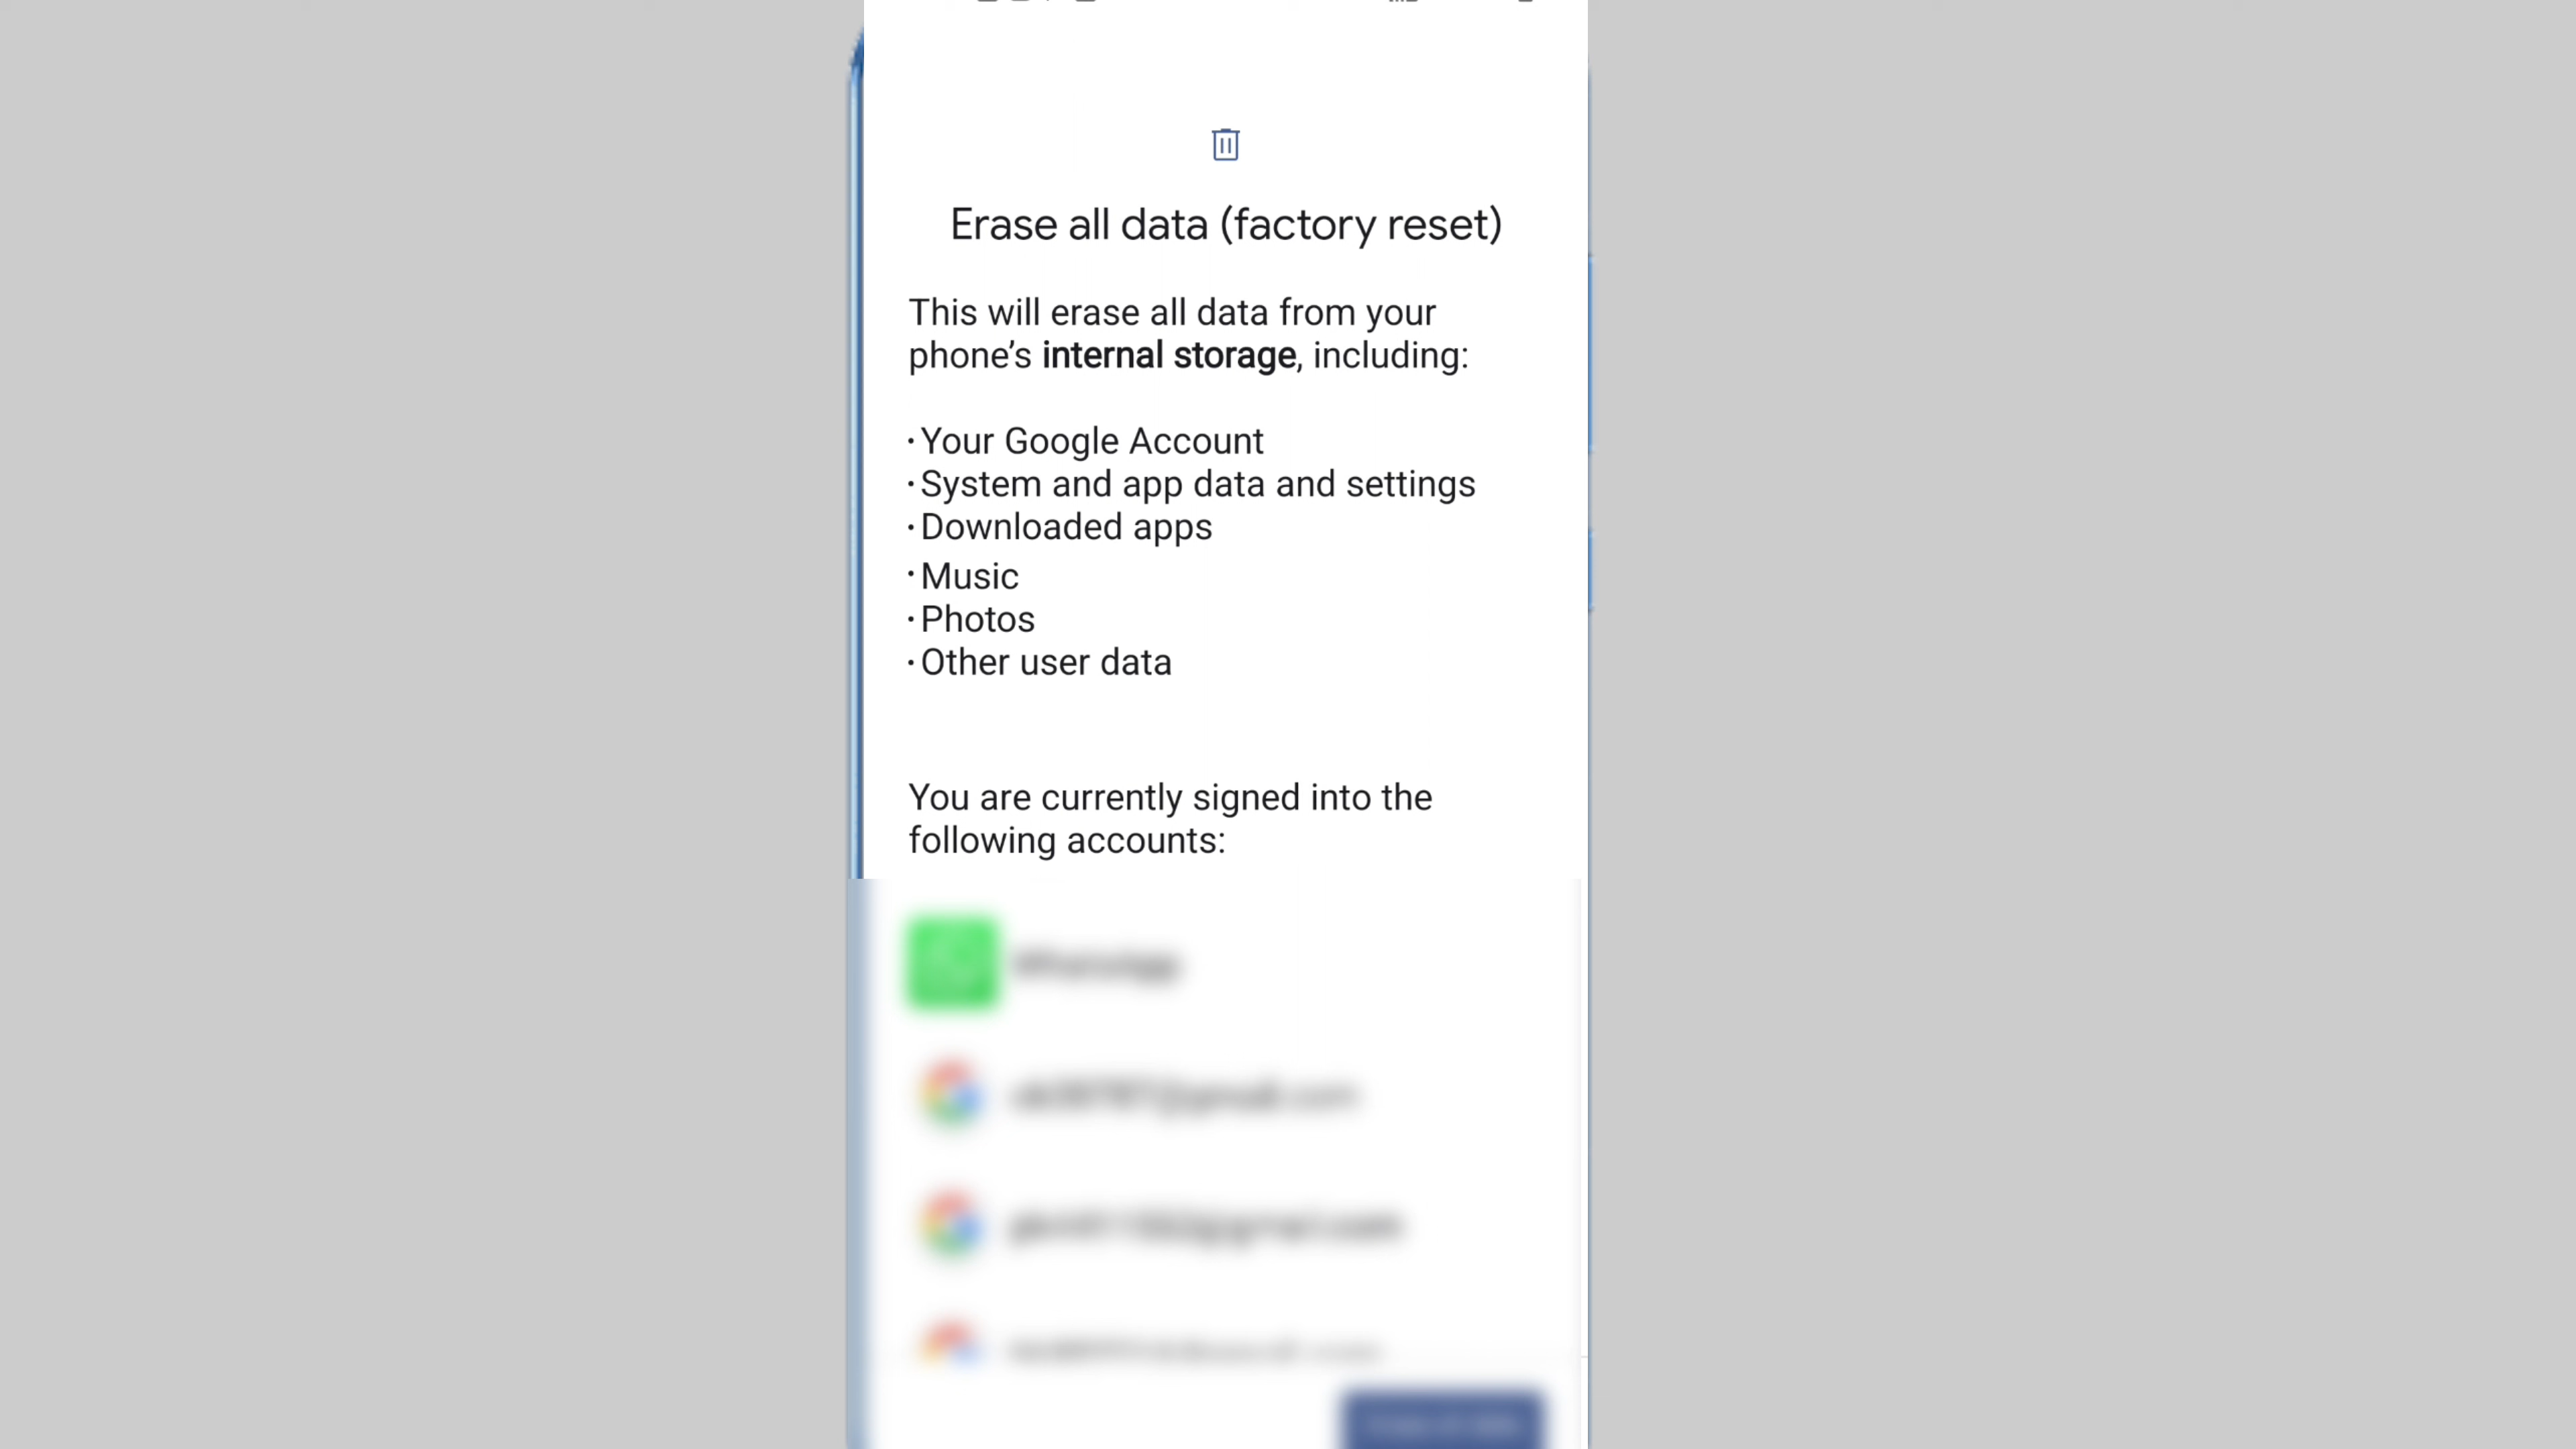 Erase all data (factory reset)
This will erase all data from your
phone’s internal storage, including:
· Your Google Account
· System and app data and settings
· Downloaded apps
· Music
· Photos
· Other user data
You are currently signed into the
following accounts:
WhatsApp